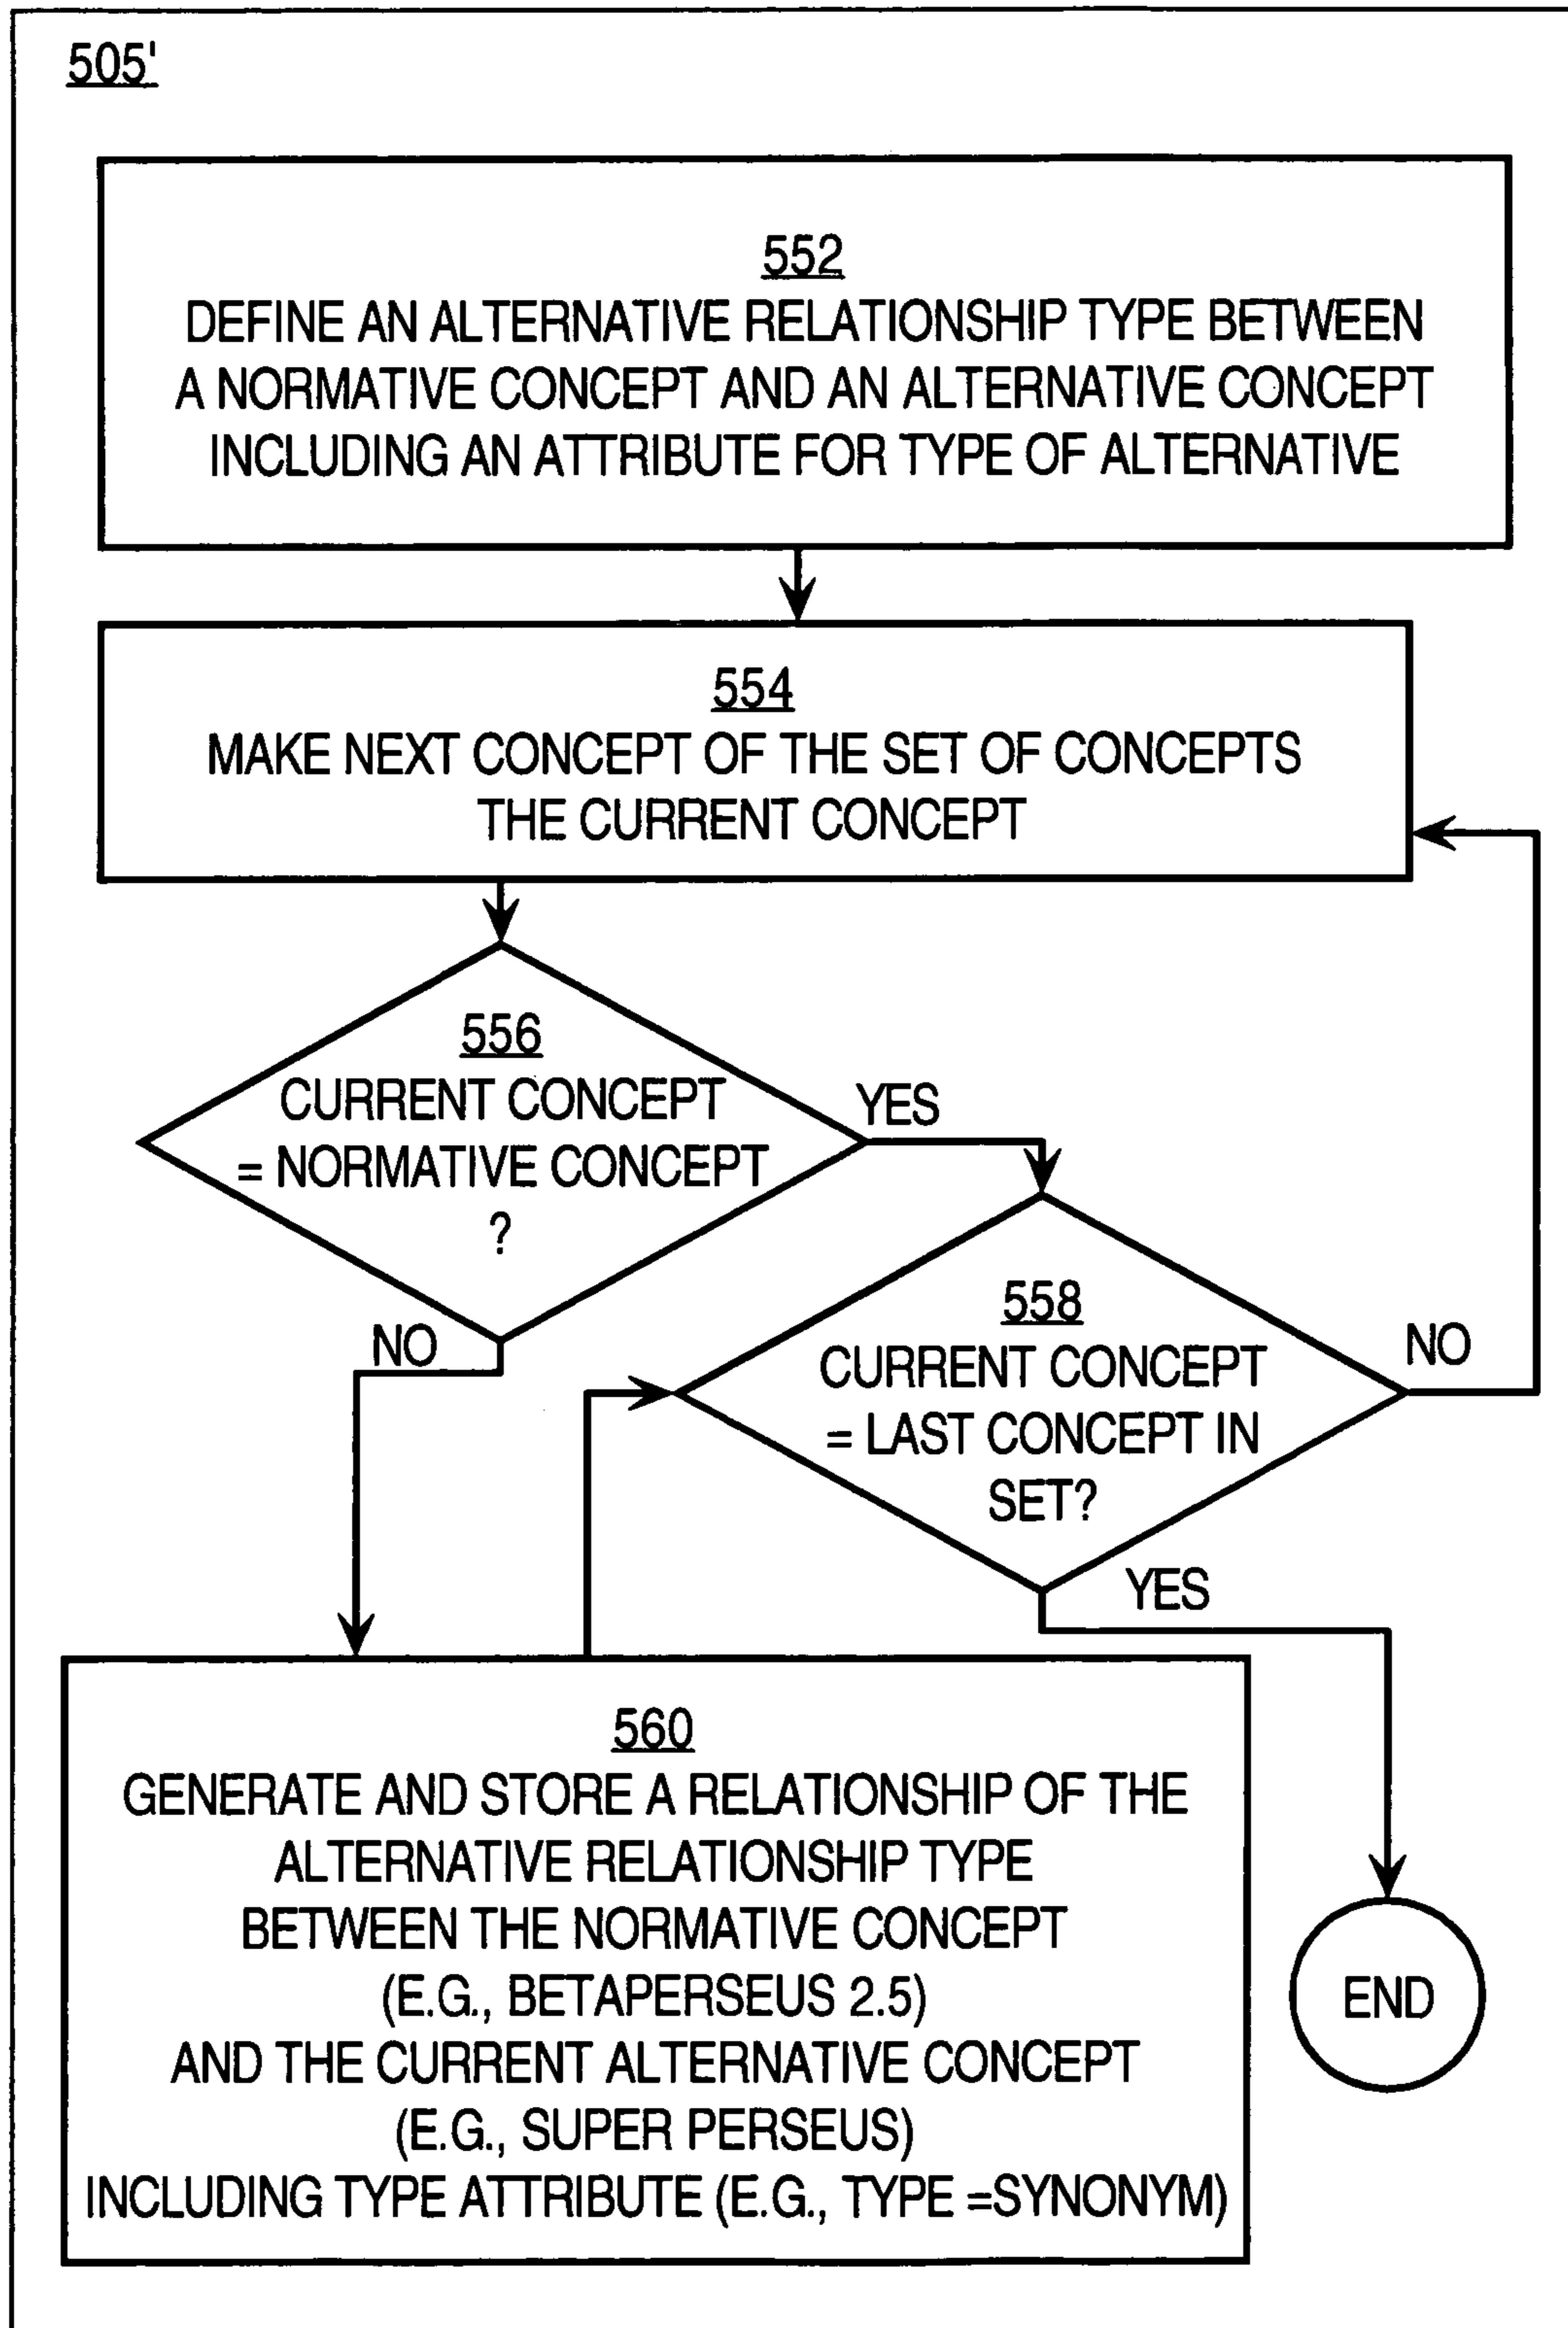 505'
552
DEFINE AN ALTERNATIVE RELATIONSHIP TYPE BETWEEN
A NORMATIVE CONCEPT AND AN ALTERNATIVE CONCEPT
INCLUDING AN ATTRIBUTE FOR TYPE OF ALTERNATIVE
554
MAKE NEXT CONCEPT OF THE SET OF CONCEPTS
THE CURRENT CONCEPT
556
CURRENT CONCEPT
= NORMATIVE CONCEPT
?
YES
NO
558
CURRENT CONCEPT
= LAST CONCEPT IN
SET?
NO
YES
560
GENERATE AND STORE A RELATIONSHIP OF THE
ALTERNATIVE RELATIONSHIP TYPE
BETWEEN THE NORMATIVE CONCEPT
(E.G., BETAPERSEUS 2.5)
AND THE CURRENT ALTERNATIVE CONCEPT
(E.G., SUPER PERSEUS)
INCLUDING TYPE ATTRIBUTE (E.G., TYPE =SYNONYM)
END